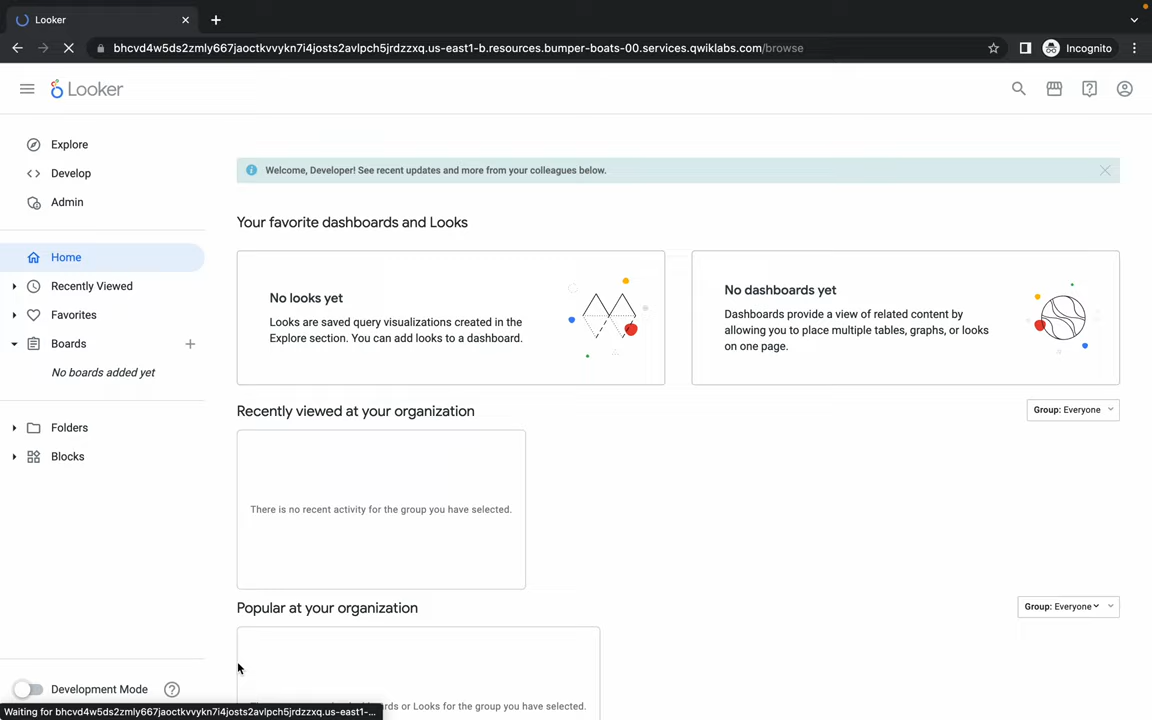 Looker
bhcvd4w5ds2zmly667jaoctkvvykn7i4josts2avlpch5jrdzzxq.us-east1-b.resources.bumper-boats-00.services.qwiklabs.com/browse
Incognito
Looker
Explore
Develop
Admin
Home
Recently Viewed
Favorites
Boards
No boards added yet
Folders
Blocks
Development Mode
Welcome, Developer! See recent updates and more from your colleagues below.
Your favorite dashboards and Looks
No looks yet
Looks are saved query visualizations created in the
Explore section. You can add looks to a dashboard.
No dashboards yet
Dashboards provide a view of related content by
allowing you to place multiple tables, graphs, or looks
on one page.
Recently viewed at your organization
Group: Everyone
There is no recent activity for the group you have selected.
Popular at your organization
Group: Everyone
or Looks for the group you have selected.
Waiting for bhcvd4w5ds2zmly667jaoctkvvykn7i4josts2avlpch5jrdzzxq.us-east1-...